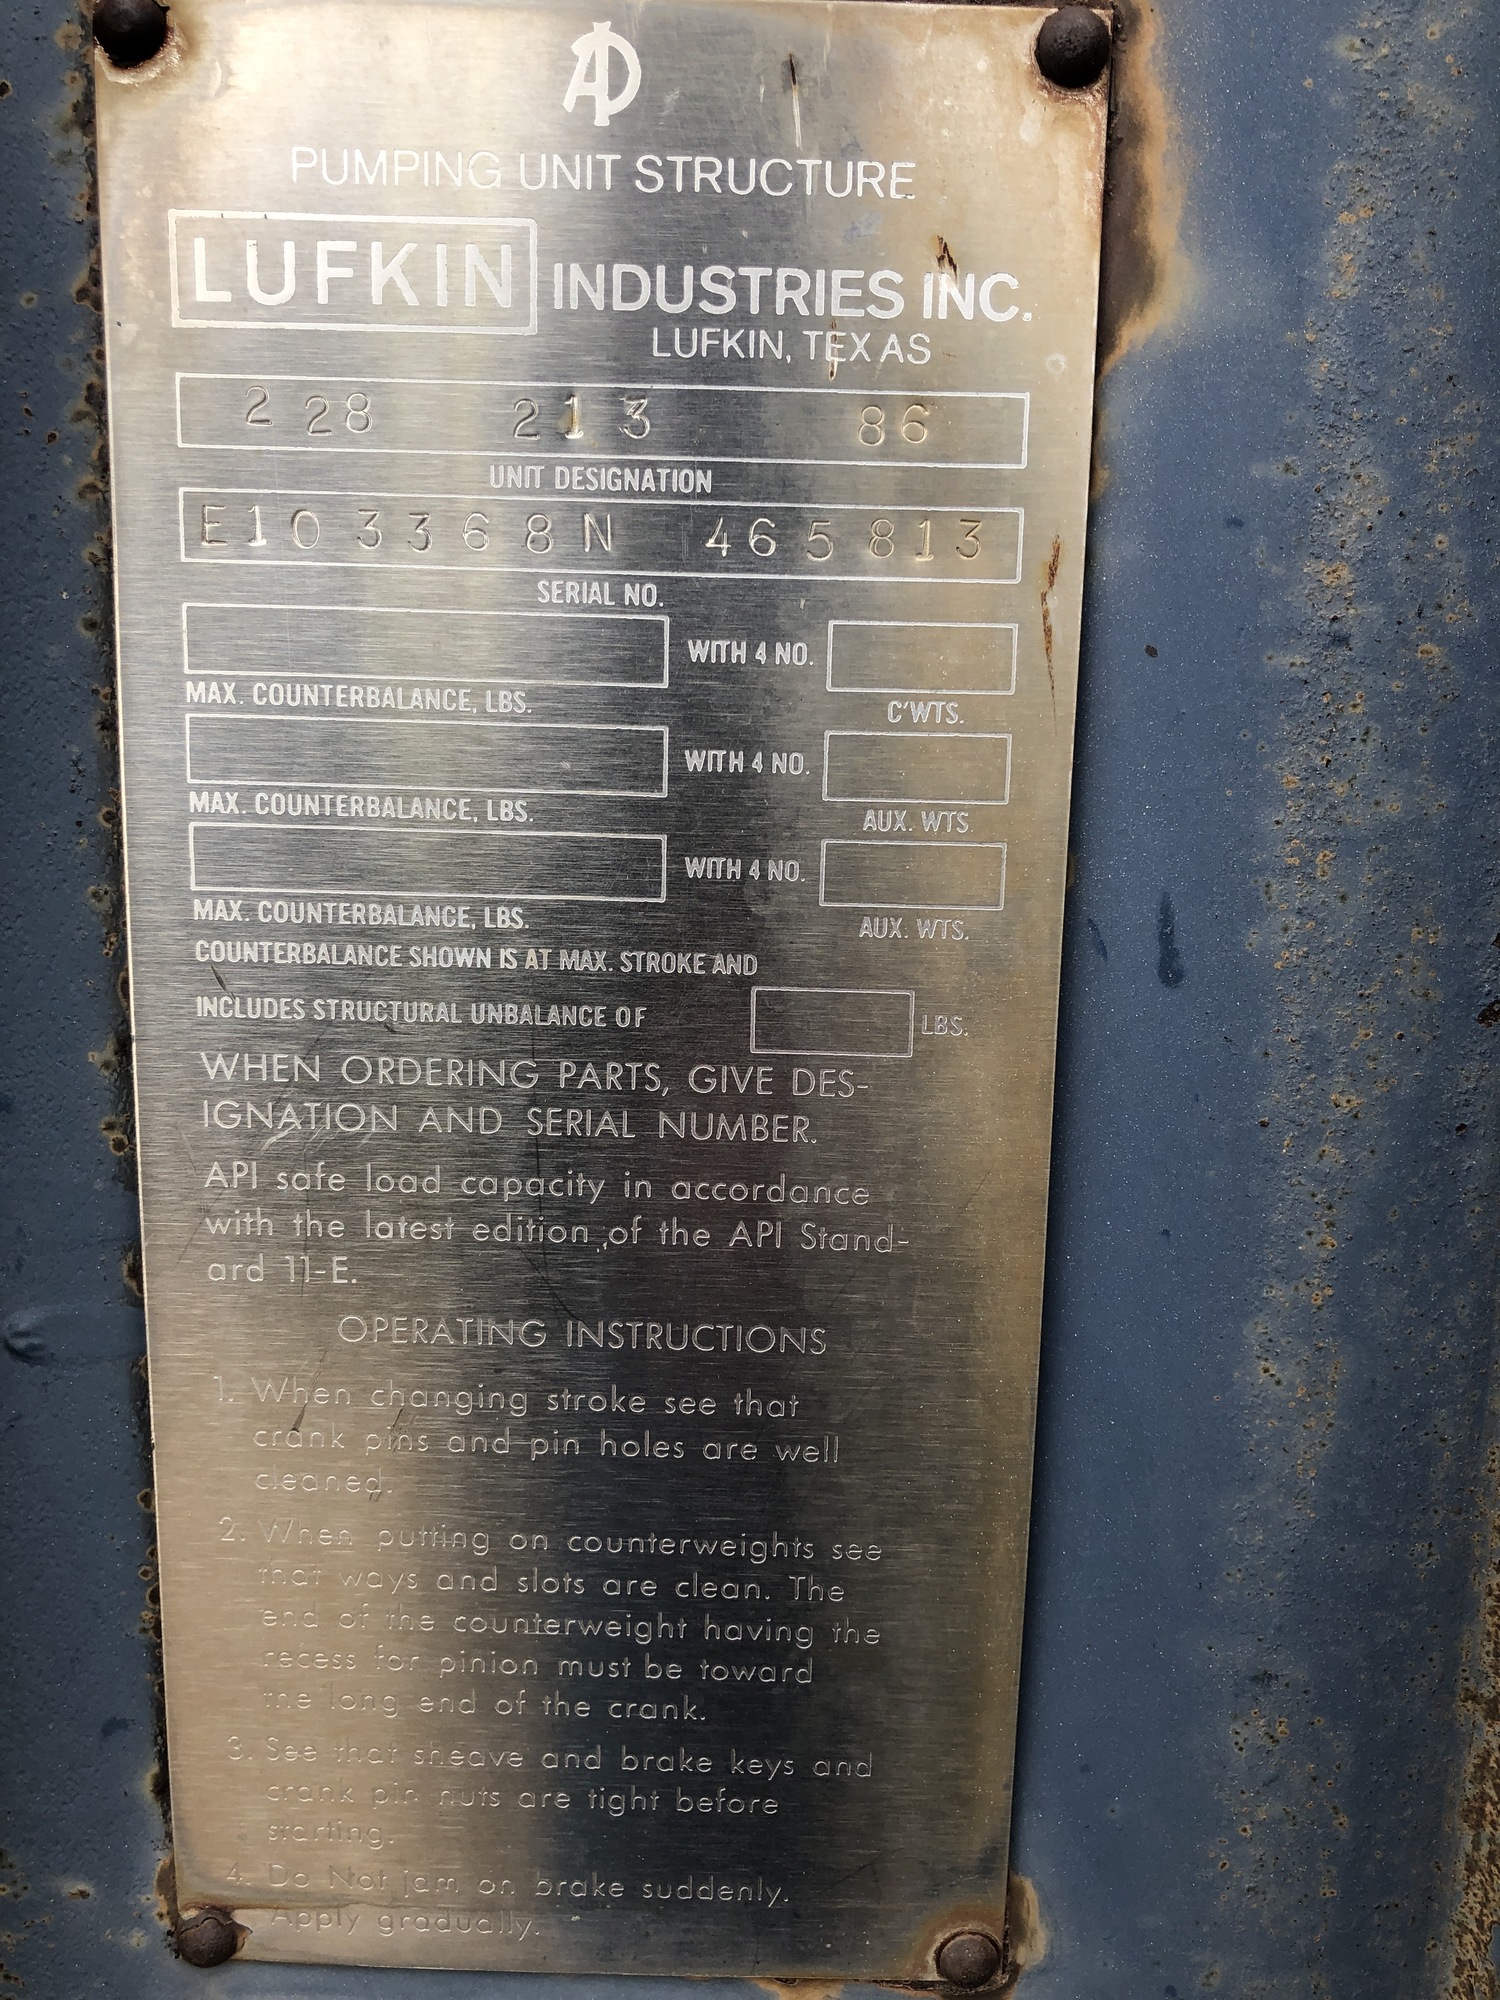 PUMPING UNIT STRUCTURE
LUFKIN INDUSTRIES INC.
LUFKIN, TEXAS
228 213 86
UNIT DESIGNATION
E103368N 465813
SERIAL NO.
WITH 4 NO.
MAX. COUNTERBALANCE, LBS. C'WTS.
WITH 4 NO.
MAX. COUNTERBALANCE, LBS. AUX. WTS.
WITH 4 NO.
MAX. COUNTERBALANCE, LBS. AUX. WTS.
COUNTERBALANCE SHOWN IS AT MAX. STROKE AND
INCLUDES STRUCTURAL UNBALANCE OF LBS.
WHEN ORDERING PARTS, GIVE DES-
IGNATION AND SERIAL NUMBER.
API safe load capacity in accordance
with the latest edition of the API Stand-
ard 11-E.
OPERATING INSTRUCTIONS
1. When changing stroke see that
crank pins and pin holes are well
cleaned.
2. When putting on counterweights see
that ways and slots are clean. The
end of the counterweight having the
recess for pinion must be toward
the long end of the crank.
3. See that sheave and brake keys and
crank pin nuts are tight before
starting.
4. Do Not jam on brake suddenly.
Apply gradually.